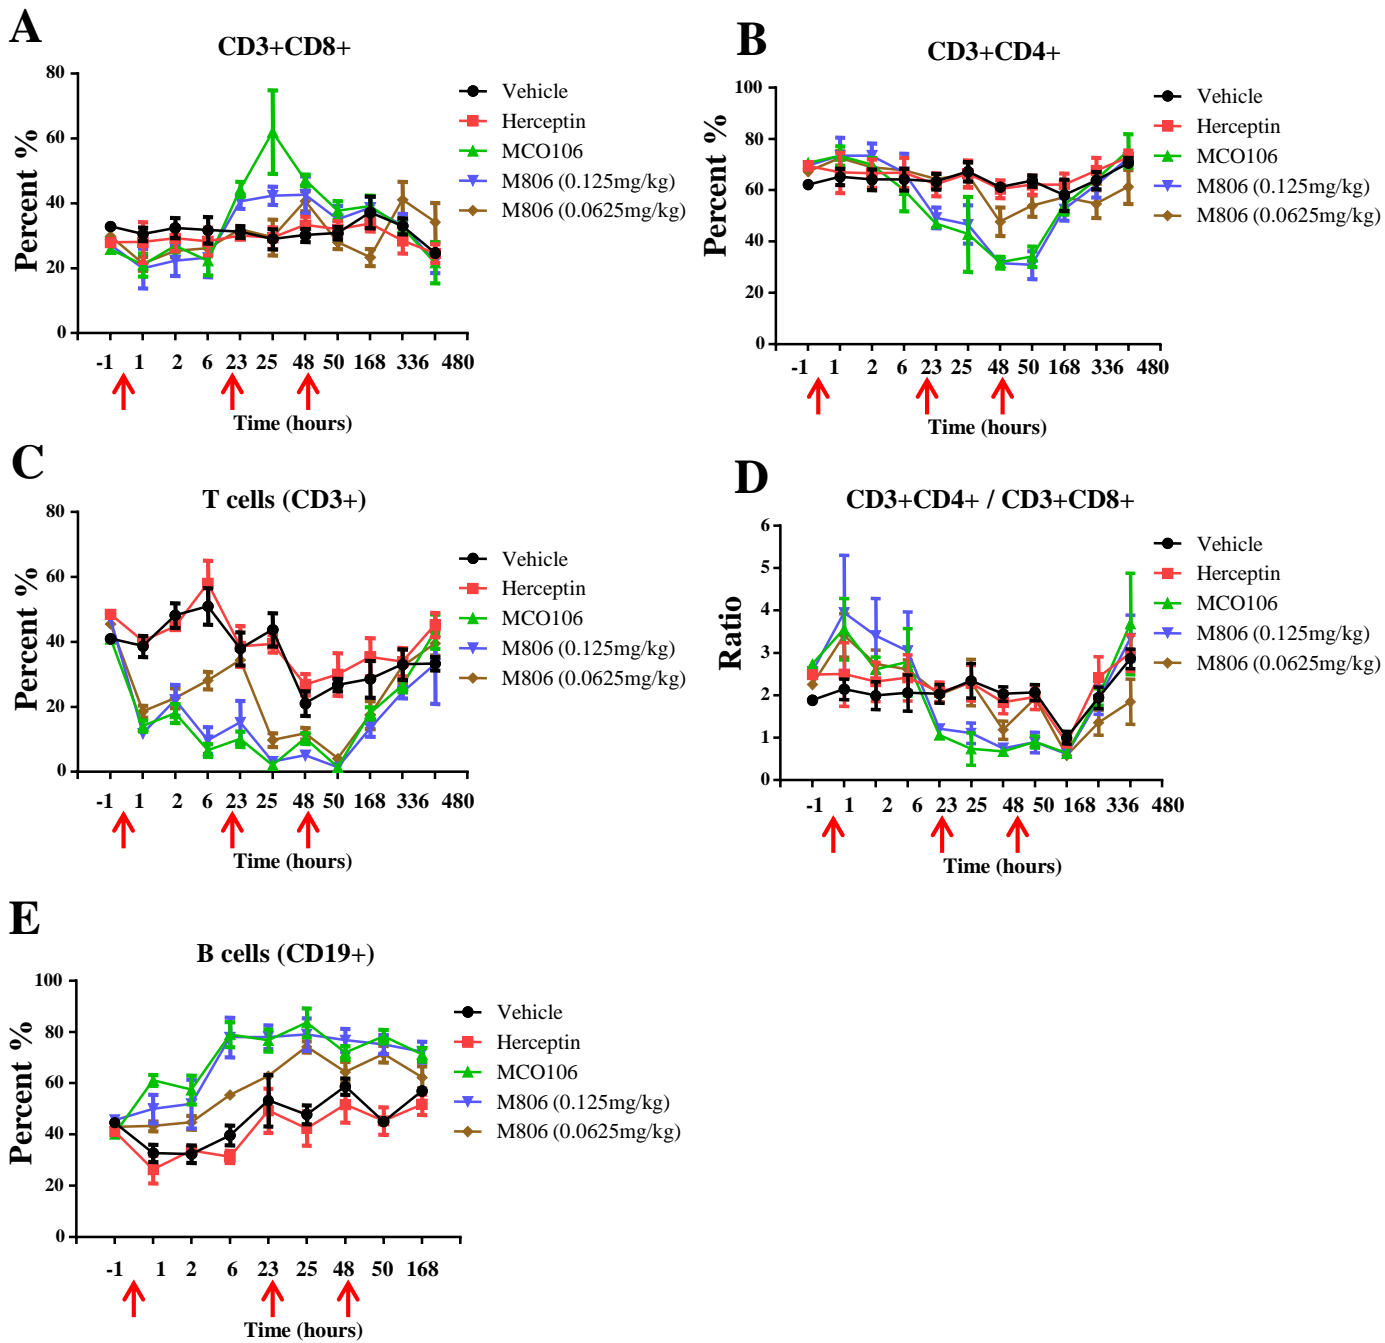 A
CD3+CD8+
Percent %
80
60
40
20
0
-1 1 2 6 23 25 48 50 168 336 480
Time (hours)
Vehicle
Herceptin
MCO106
M806 (0.125mg/kg)
M806 (0.0625mg/kg)
B
CD3+CD4+
Percent %
100
80
60
40
20
0
-1 1 2 6 23 25 48 50 168 336 480
Time (hours)
Vehicle
Herceptin
MCO106
M806 (0.125mg/kg)
M806 (0.0625mg/kg)
C
T cells (CD3+)
Percent %
80
60
40
20
0
-1 1 2 6 23 25 48 50 168 336 480
Time (hours)
Vehicle
Herceptin
MCO106
M806 (0.125mg/kg)
M806 (0.0625mg/kg)
D
CD3+CD4+ / CD3+CD8+
Ratio
6
5
4
3
2
1
0
-1 1 2 6 23 25 48 50 168 336 480
Time (hours)
Vehicle
Herceptin
MCO106
M806 (0.125mg/kg)
M806 (0.0625mg/kg)
E
B cells (CD19+)
Percent %
100
80
60
40
20
0
-1 1 2 6 23 25 48 50 168
Time (hours)
Vehicle
Herceptin
MCO106
M806 (0.125mg/kg)
M806 (0.0625mg/kg)